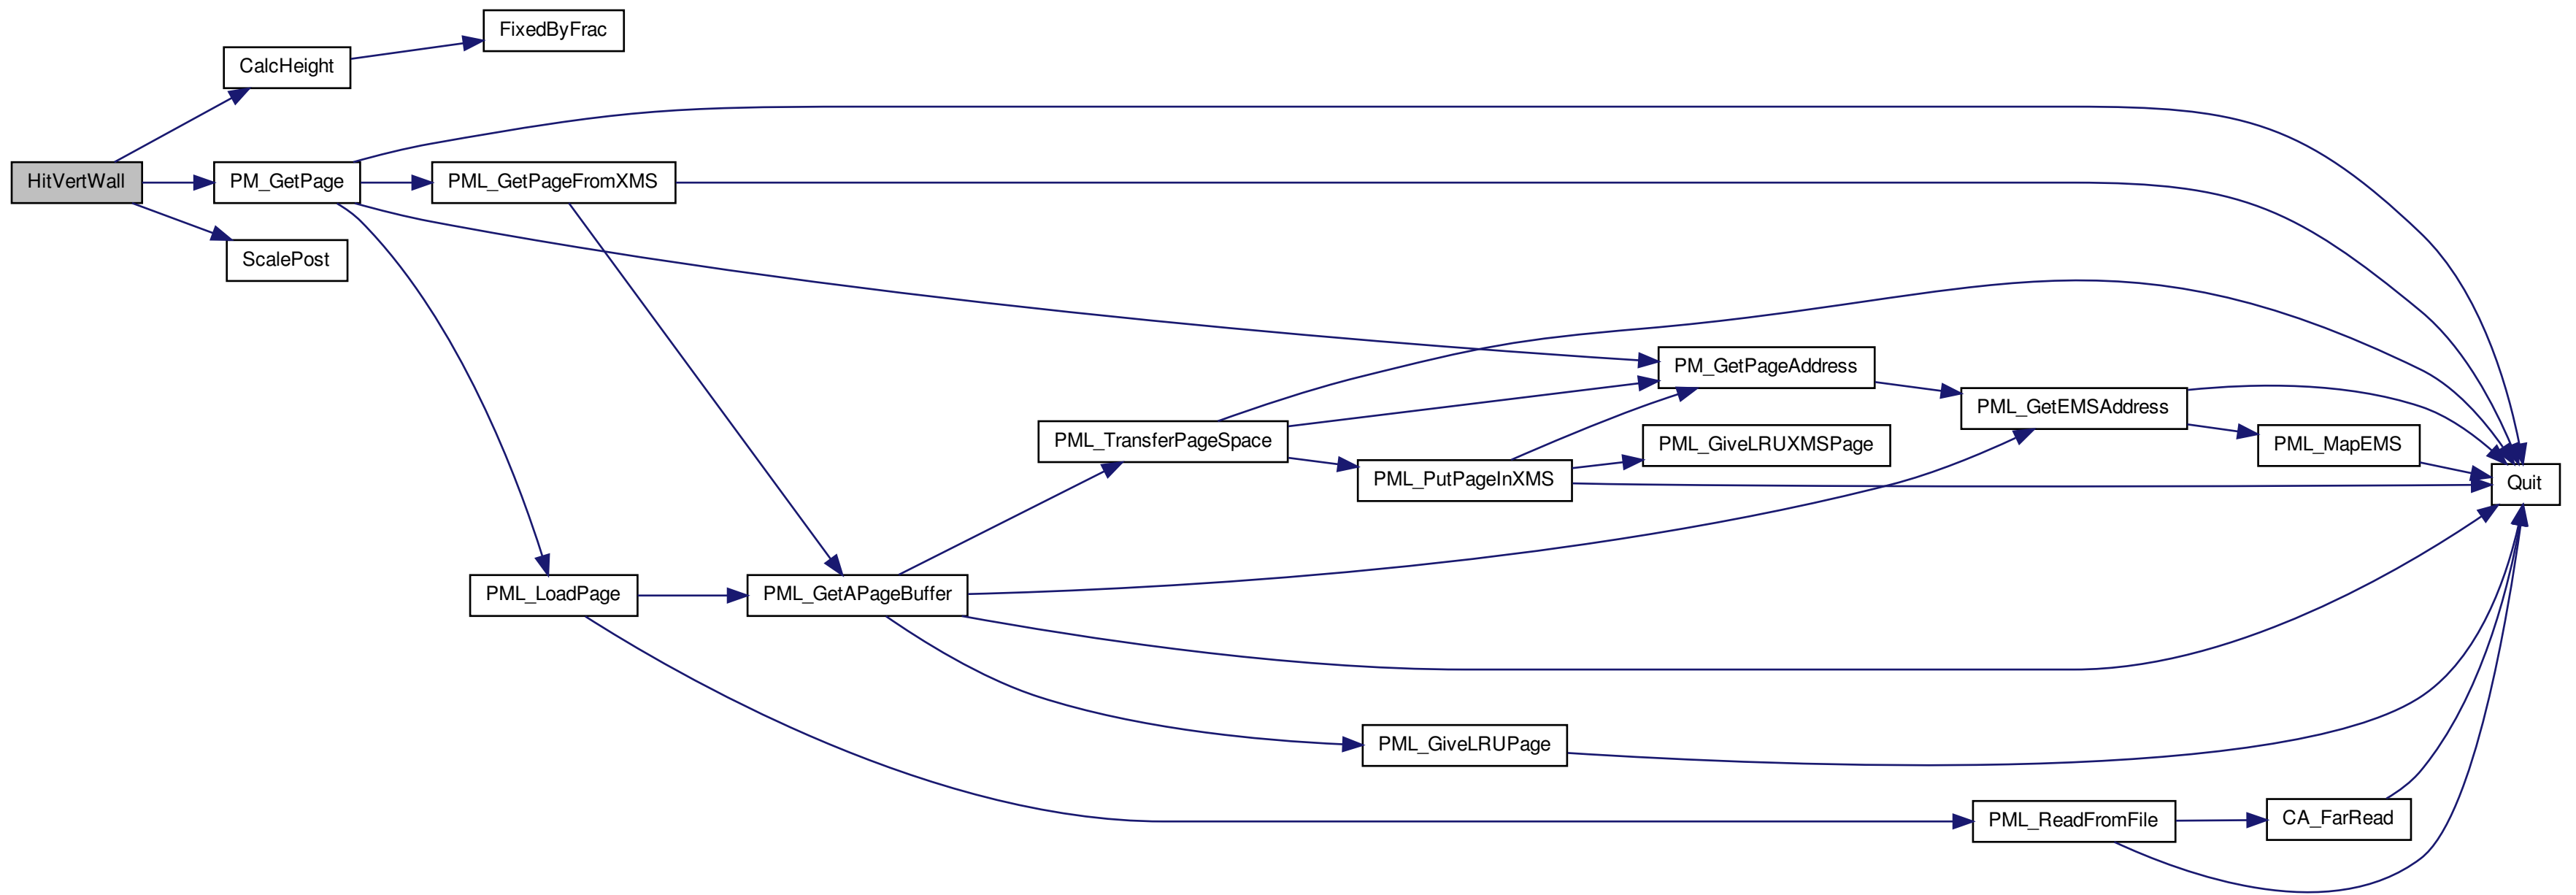 FixedByFrac
CalcHeight
HitVertWall
PM_GetPage
PML_GetPageFromXMS
ScalePost
PM_GetPageAddress
PML_GetEMSAddress
PML_TransferPageSpace
PML_GiveLRUXMSPage
PML_MapEMS
PML_PutPageInXMS
Quit
PML_LoadPage
PML_GetAPageBuffer
PML_GiveLRUPage
PML_ReadFromFile
CA_FarRead